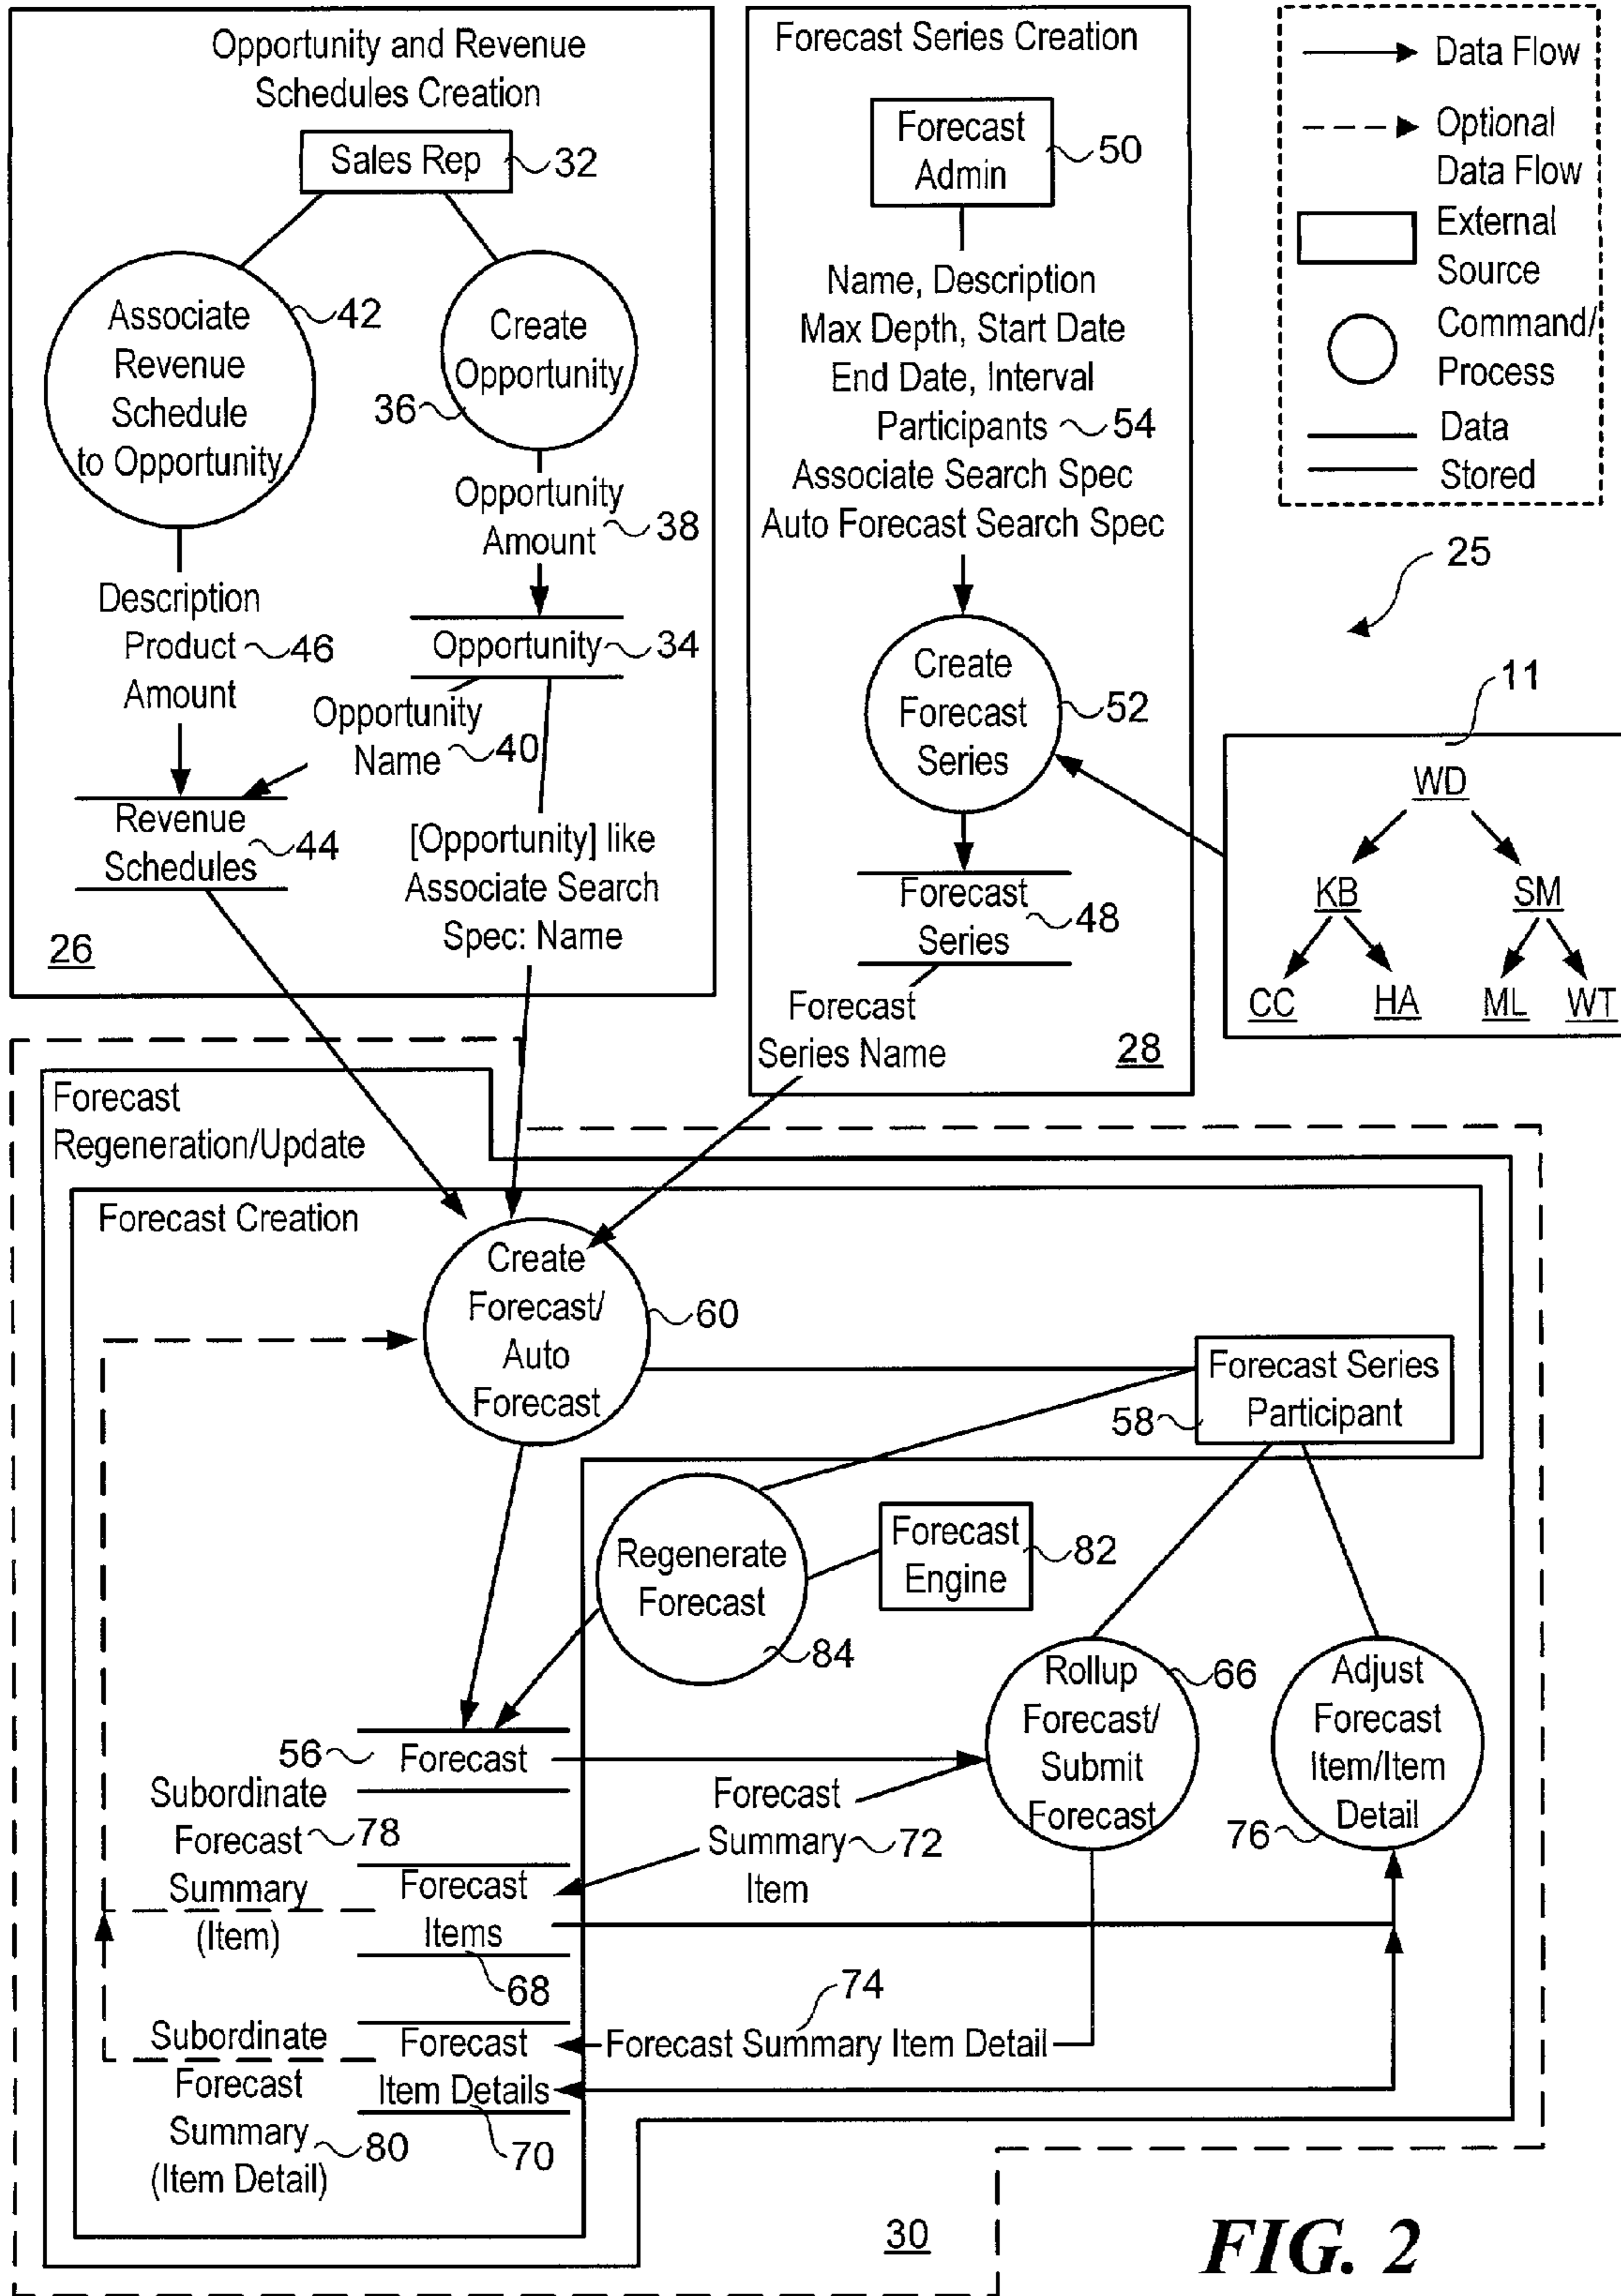 Opportunity and Revenue
Schedules Creation
Sales Rep
32
Associate
Revenue
Schedule
to Opportunity
42
Create
Opportunity
36
Opportunity
Amount
38
Description
Product
46
Amount
Opportunity
34
Opportunity
Name
40
Revenue
Schedules
44
[Opportunity] like
Associate Search
Spec: Name
26
Forecast Series Creation
Forecast
Admin
50
Name, Description
Max Depth, Start Date
End Date, Interval
Participants
54
Associate Search Spec
Auto Forecast Search Spec
Create
Forecast
Series
52
Forecast
Series
48
Forecast
Series Name
28
Data Flow
Optional
Data Flow
External
Source
Command/
Process
Data
Stored
25
11
WD
KB
SM
CC
HA
ML
WT
Forecast
Regeneration/Update
Forecast Creation
Create
Forecast/
Auto
Forecast
60
Forecast Series
Participant
58
Regenerate
Forecast
84
Forecast
Engine
82
Rollup
Forecast/
Submit
Forecast
66
Adjust
Forecast
Item/Item
Detail
76
56
Forecast
Subordinate
Forecast
78
Summary
(Item)
Forecast
Summary
72
Item
Forecast
Items
68
74
Forecast Summary Item Detail
Subordinate
Forecast
Summary
80
(Item Detail)
Forecast
Item Details
70
30
FIG. 2